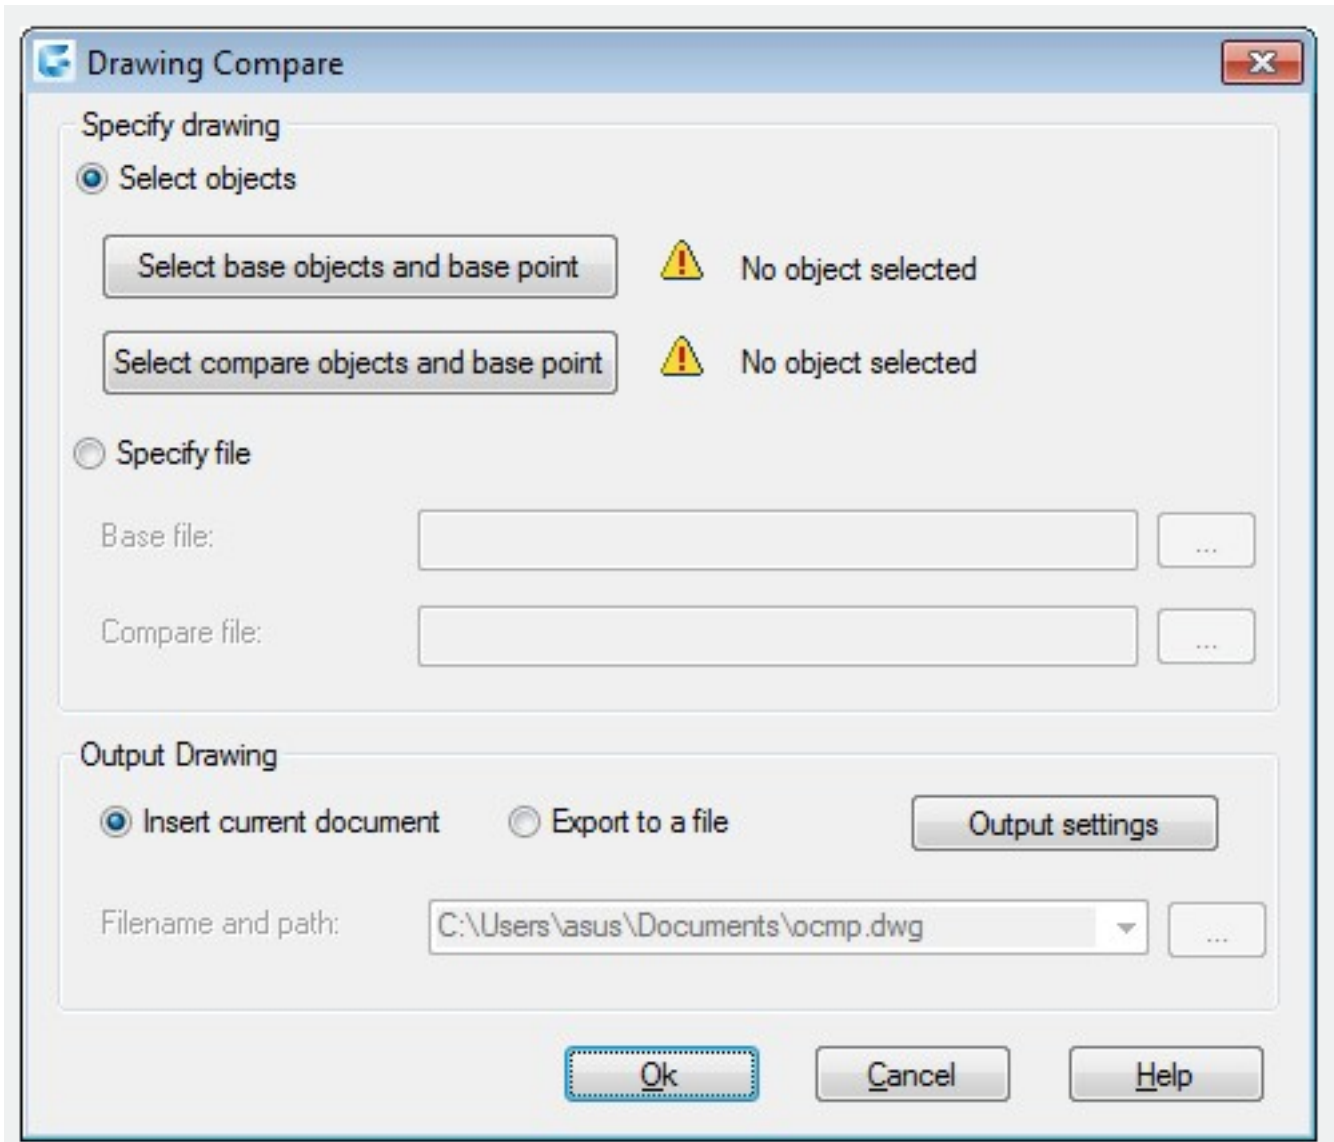 Drawing Compare
Specify drawing
Select objects
Select base objects and base point
No object selected
Select compare objects and base point
No object selected
Specify file
Base file:
...
Compare file:
...
Output Drawing
Insert current document
Export to a file
Output settings
Filename and path:
C:\Users\asus\Documents\ocmp.dwg
...
Ok
Cancel
Help